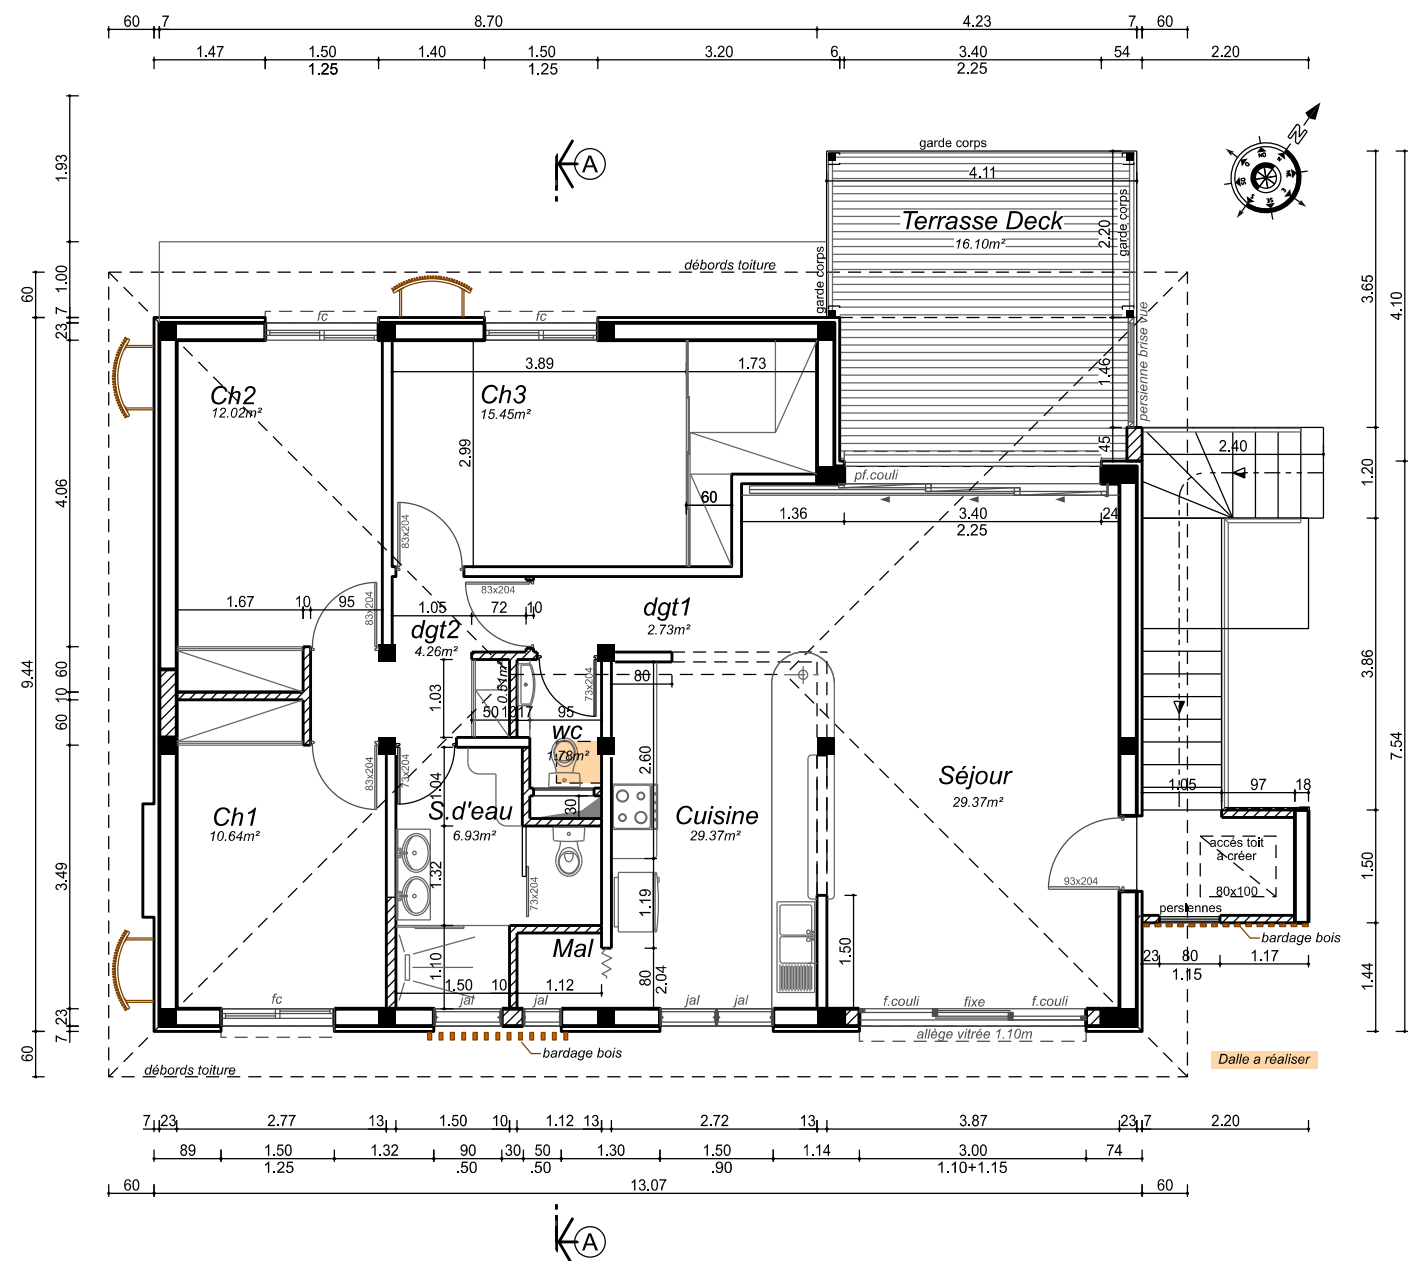 60
7
8.70
4.23
7
60
1.47
1.50
1.40
1.50
3.20
6
3.40
54
2.20
1.25
1.25
2.25
A
N
garde corps
4.11
Terrasse Deck
16.10m²
2.20
garde corps
garde corps
débords toiture
1.93
1.00
60
7
23
3.65
4.10
fc
fc
3.89
1.73
1.46
persienne brise vue
Ch2
12.02m²
Ch3
15.45m²
2.99
45
2.40
4.06
60
pf.couli
1.20
1.36
3.40
24
2.25
83x204
83x204
83x204
1.67
10
95
1.05
72
10
dgt1
2.73m²
dgt2
4.26m²
9.44
60
10
60
1.03
0.51m²
73x204
80
3.86
50
10
17
95
wc
1.78m²
2.60
7.54
83x204
73x204
1.04
30
Séjour
29.37m²
1.05
97
18
Ch1
10.64m²
S.d'eau
6.93m²
Cuisine
29.37m²
accès toit
a créer
80x100
3.49
1.32
73x204
1.19
93x204
1.50
persiennes
bardage bois
Mal
1.10
1.50
10
1.12
80
2.04
1.50
23
80
1.17
1.15
1.44
fc
jal
jal
jal
jal
f.couli
fixe
f.couli
allège vitrée 1.10m
23
7
60
bardage bois
débords toiture
Dalle a réaliser
7
23
2.77
13
1.50
10
1.12
13
2.72
13
3.87
23
7
2.20
89
1.50
1.32
90
30
50
1.30
1.50
1.14
3.00
74
1.25
.50
.50
.90
1.10+1.15
60
13.07
60
A